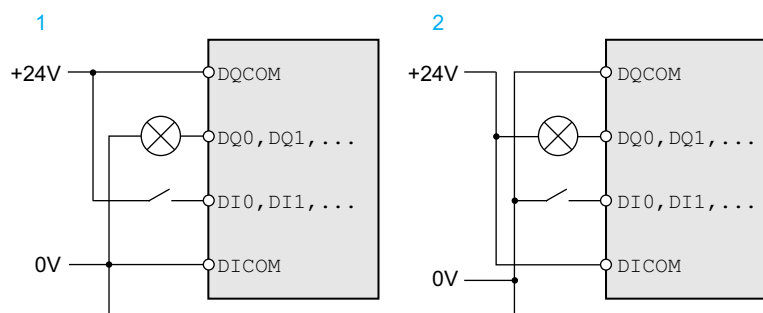 1
+24V
DQCOM
DQ0,DQ1,...
DI0,DI1,...
0V
DICOM
2
+24V
DQCOM
DQ0,DQ1,...
DI0,DI1,...
0V
DICOM